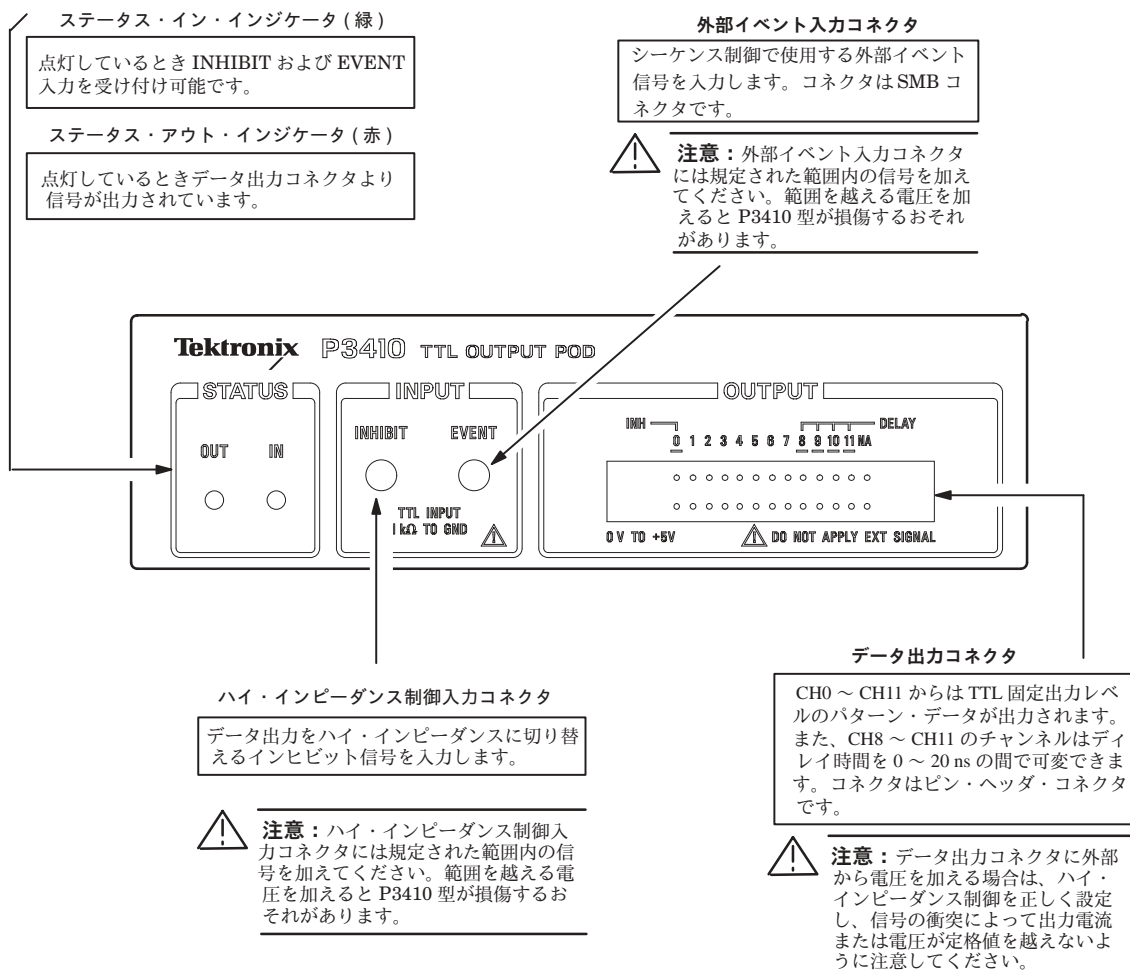 ステータス・イン・インジケータ ( 緑 )
点灯しているとき INHIBIT および EVENT
入力を受け付け可能です。
ステータス・アウト・インジケータ ( 赤 )
点灯しているときデータ出力コネクタより
信号が出力されています。
外部イベント入力コネクタ
シーケンス制御で使用する外部イベント
信号を入力します。コネクタは SMB コ
ネクタです。
注意：外部イベント入力コネクタ
には規定された範囲内の信号を加え
てください。範囲を越える電圧を加
えると P3410 型が損傷するおそれ
があります。
Tektronix P3410 TTL OUTPUT POD
STATUS
OUT IN
INPUT
INHIBIT EVENT
TTL INPUT
1 kΩ TO GND
OUTPUT
INH DELAY
0 1 2 3 4 5 6 7 8 9 10 11 NA
0 V TO +5V DO NOT APPLY EXT SIGNAL
ハイ・インピーダンス制御入力コネクタ
データ出力をハイ・インピーダンスに切り替
えるインヒビット信号を入力します。
注意：ハイ・インピーダンス制御入
力コネクタには規定された範囲内の信
号を加えてください。範囲を越える電
圧を加えると P3410 型が損傷するお
それがあります。
データ出力コネクタ
CH0 ～ CH11 からは TTL 固定出力レベ
ルのパターン・データが出力されます。
また、CH8 ～ CH11 のチャンネルはディ
レイ時間を 0 ～ 20 ns の間で可変できま
す。コネクタはピン・ヘッダ・コネクタ
です。
注意：データ出力コネクタに外部
から電圧を加える場合は、ハイ・
インピーダンス制御を正しく設定
し、信号の衝突によって出力電流
または電圧が定格値を越えないよ
うに注意してください。